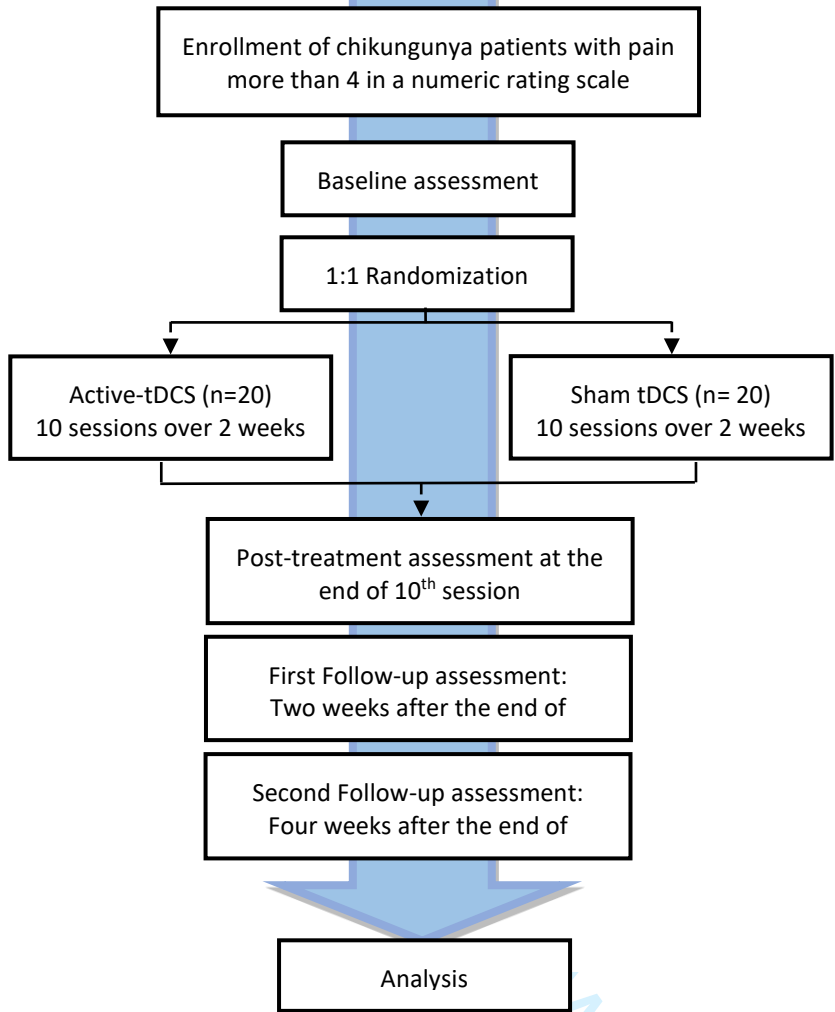 Enrollment of chikungunya patients with pain
more than 4 in a numeric rating scale
Baseline assessment
1:1 Randomization
Active-tDCS (n=20)
10 sessions over 2 weeks
Sham tDCS (n= 20)
10 sessions over 2 weeks
Post-treatment assessment at the
end of 10th session
First Follow-up assessment:
Two weeks after the end of
Second Follow-up assessment:
Four weeks after the end of
Analysis